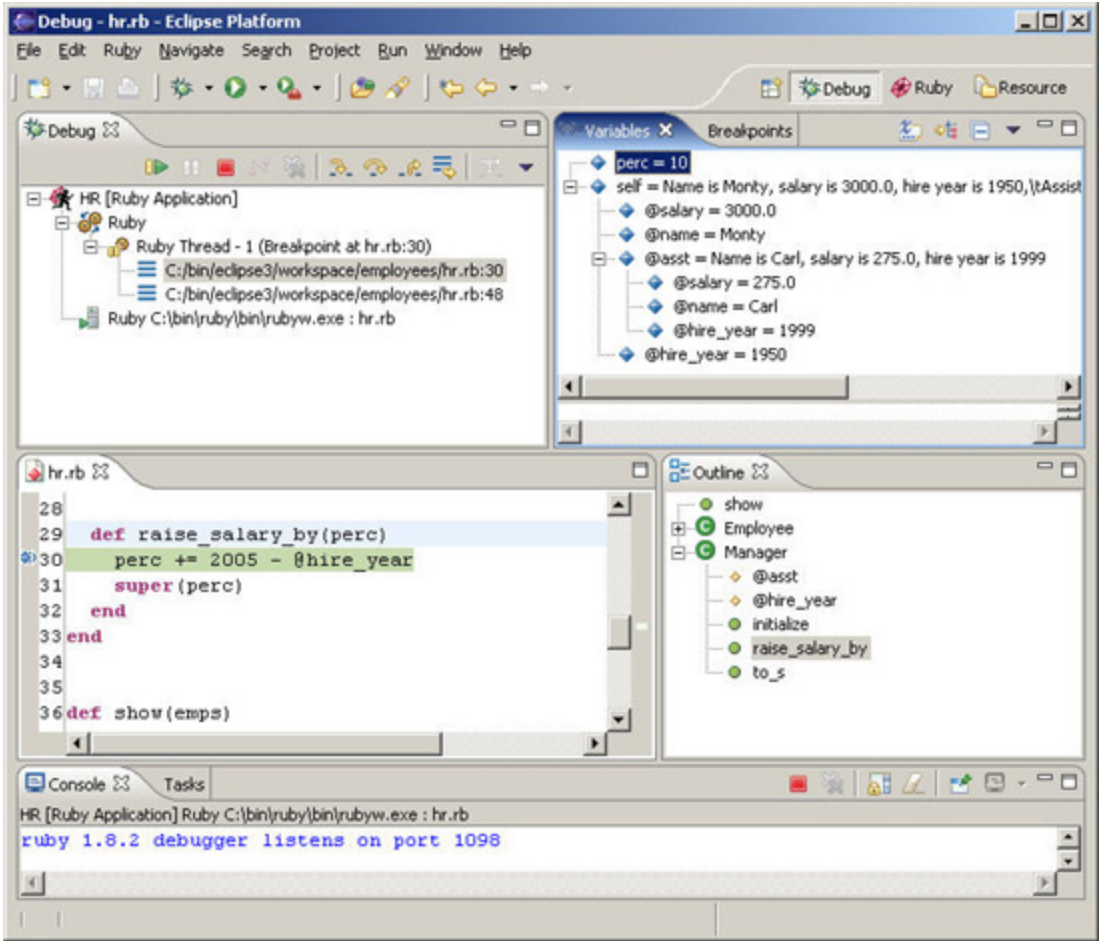 Debug - hr.rb - Eclipse Platform
File Edit Ruby Navigate Search Project Run Window Help
Debug Ruby Resource
Debug
HR [Ruby Application]
Ruby
Ruby Thread - 1 (Breakpoint at hr.rb:30)
C:/bin/eclipse3/workspace/employees/hr.rb:30
C:/bin/eclipse3/workspace/employees/hr.rb:48
Ruby C:\bin\ruby\bin\rubyw.exe : hr.rb
Variables Breakpoints
perc = 10
self = Name is Monty, salary is 3000.0, hire year is 1950,\tAssist
@salary = 3000.0
@name = Monty
@asst = Name is Carl, salary is 275.0, hire year is 1999
@salary = 275.0
@name = Carl
@hire_year = 1999
@hire_year = 1950
hr.rb
28
29 def raise_salary_by(perc)
30 perc += 2005 - @hire_year
31 super(perc)
32 end
33 end
34
35
36 def show(emps)
Outline
show
Employee
Manager
@asst
@hire_year
initialize
raise_salary_by
to_s
Console Tasks
HR [Ruby Application] Ruby C:\bin\ruby\bin\rubyw.exe : hr.rb
ruby 1.8.2 debugger listens on port 1098